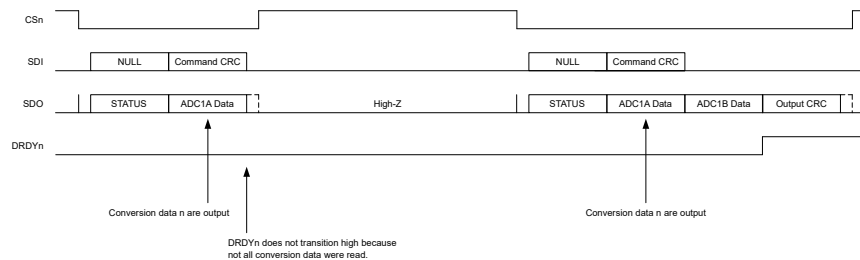 CSn
SDI
NULL Command CRC NULL Command CRC
SDO
STATUS ADC1A Data High-Z STATUS ADC1A Data ADC1B Data Output CRC
DRDYn
Conversion data n are output Conversion data n are output
DRDYn does not transition high because
not all conversion data were read.